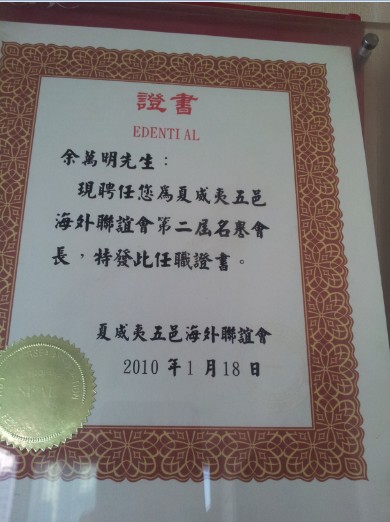 證書
EDENTI AL
余萬明先生：
現聘任您為夏威夷五邑
海外聯誼會第二屆名譽會
長，特發此任職證書。
夏威夷五邑海外聯誼會
2010 年 1 月 18 日